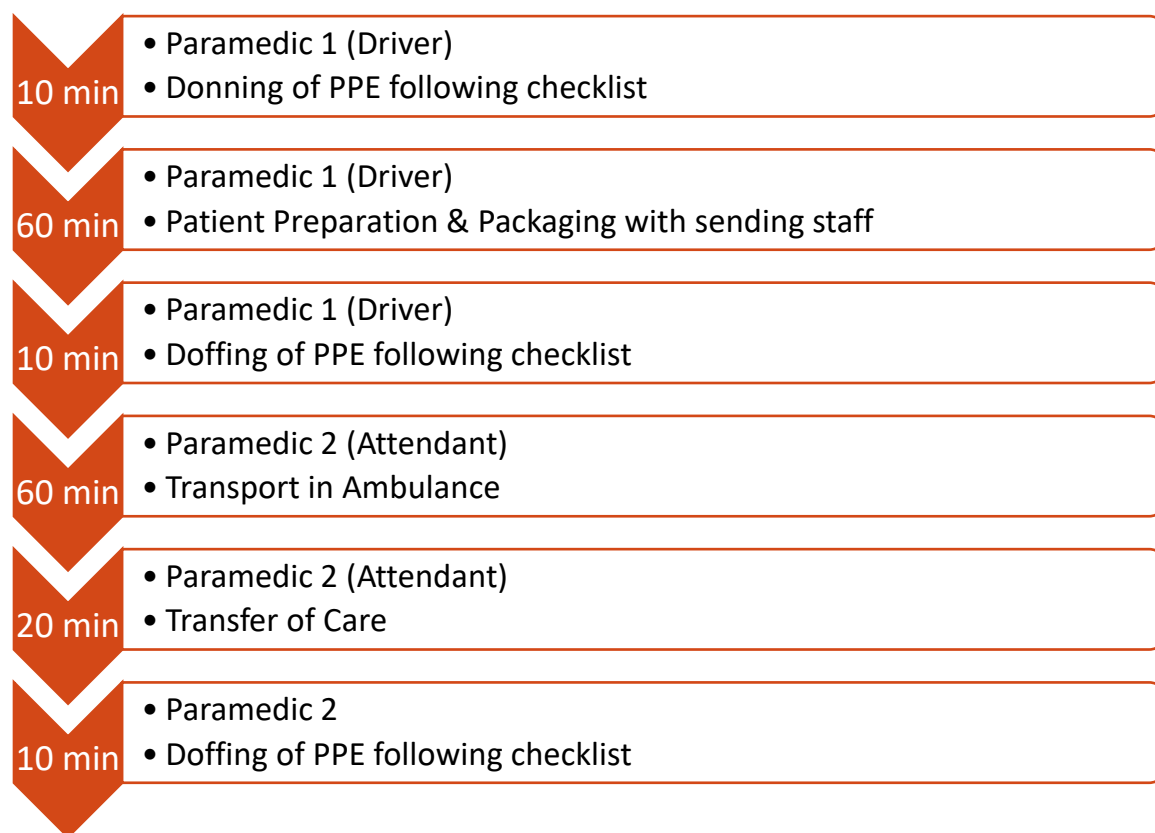 10 min
• Paramedic 1 (Driver)
• Donning of PPE following checklist
60 min
• Paramedic 1 (Driver)
• Patient Preparation & Packaging with sending staff
10 min
• Paramedic 1 (Driver)
• Doffing of PPE following checklist
60 min
• Paramedic 2 (Attendant)
• Transport in Ambulance
20 min
• Paramedic 2 (Attendant)
• Transfer of Care
10 min
• Paramedic 2
• Doffing of PPE following checklist